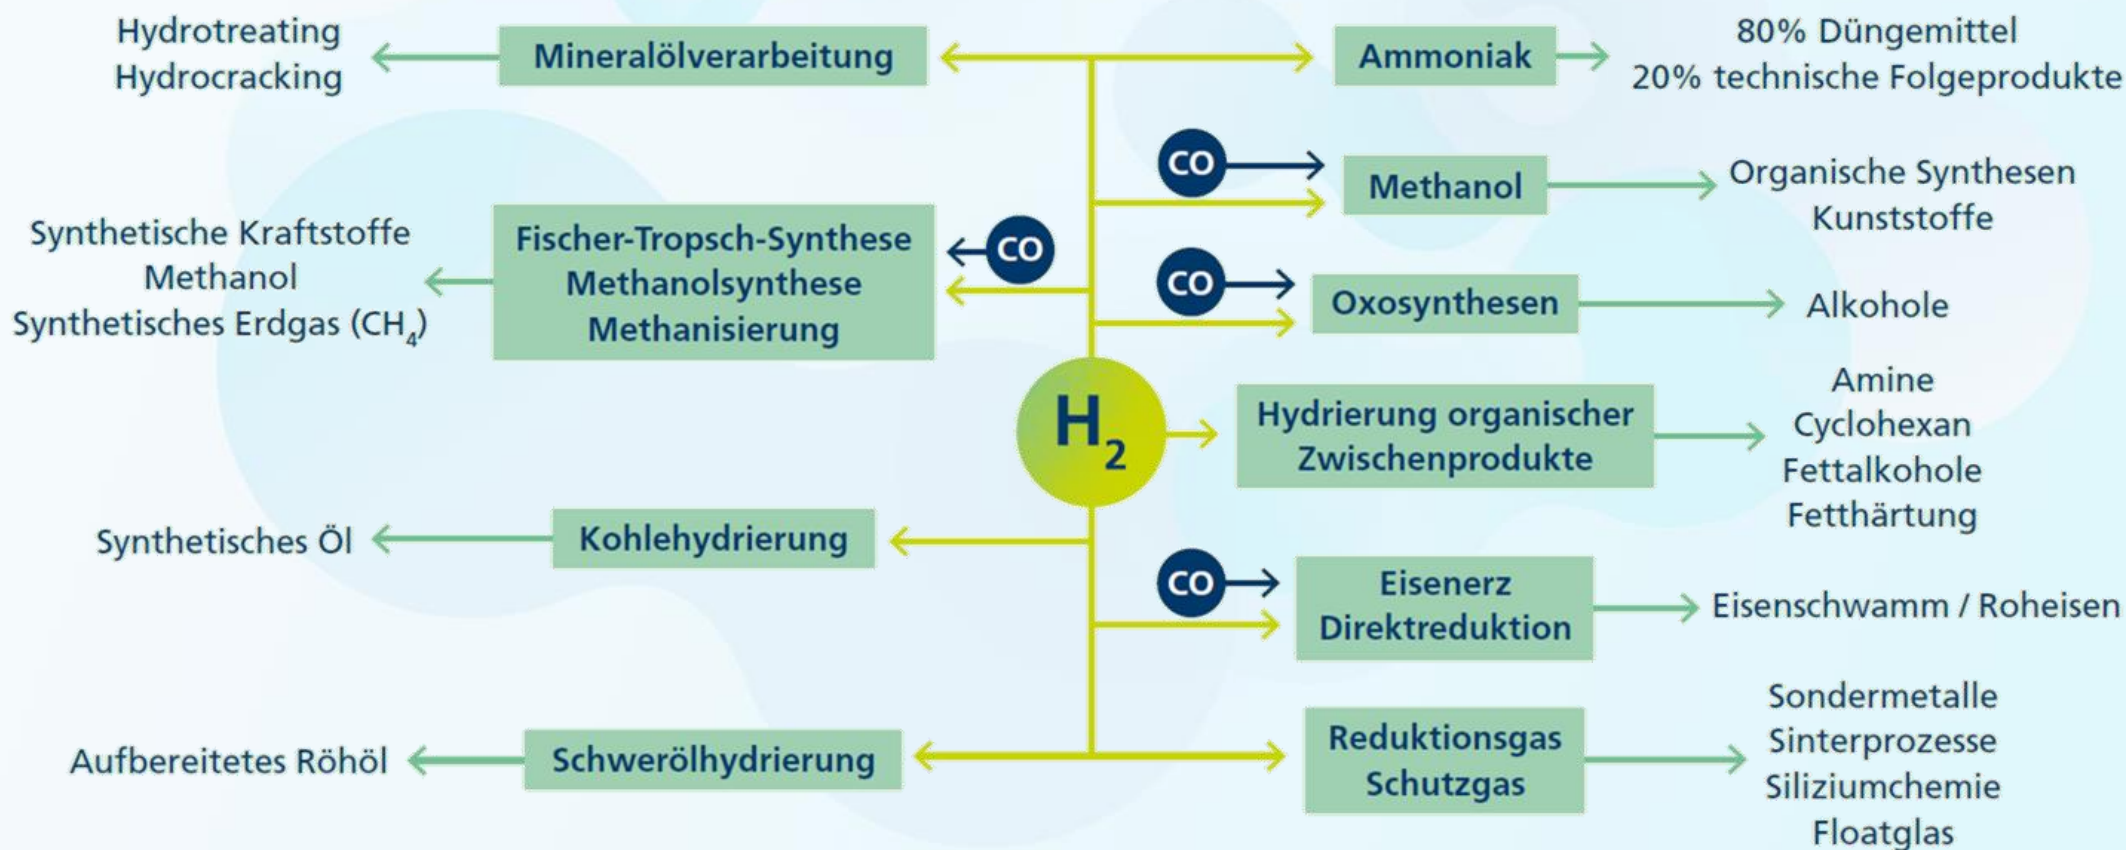 Hydrotreating
Hydrocracking
Mineralölverarbeitung
Ammoniak
80% Düngemittel
20% technische Folgeprodukte
CO
Methanol
Organische Synthesen
Kunststoffe
Synthetische Kraftstoffe
Methanol
Synthetisches Erdgas (CH₄)
Fischer-Tropsch-Synthese
Methanolsynthese
Methanisierung
CO
CO
Oxosynthesen
Alkohole
H₂
Hydrierung organischer
Zwischenprodukte
Amine
Cyclohexan
Fettalkohole
Fetthärtung
Synthetisches Öl
Kohlehydrierung
CO
Eisenerz
Direktreduktion
Eisenschwamm / Roheisen
Aufbereitetes Röhöl
Schwerölhydrierung
Reduktionsgas
Schutzgas
Sondermetalle
Sinterprozesse
Siliziumchemie
Floatglas